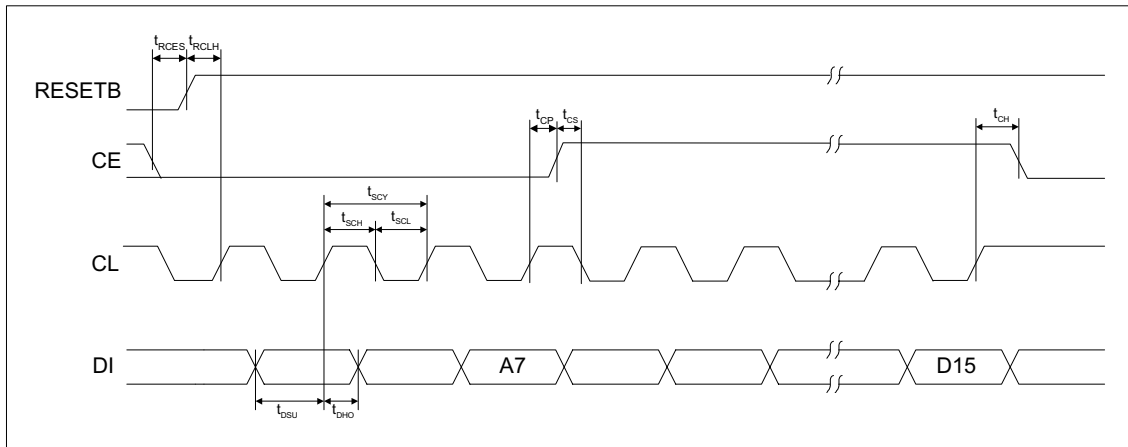 tRCES tRCLH
RESETB
tCP tCS
tCH
CE
tSCY
tSCH tSCL
CL
DI
A7
D15
tDSU tDHO